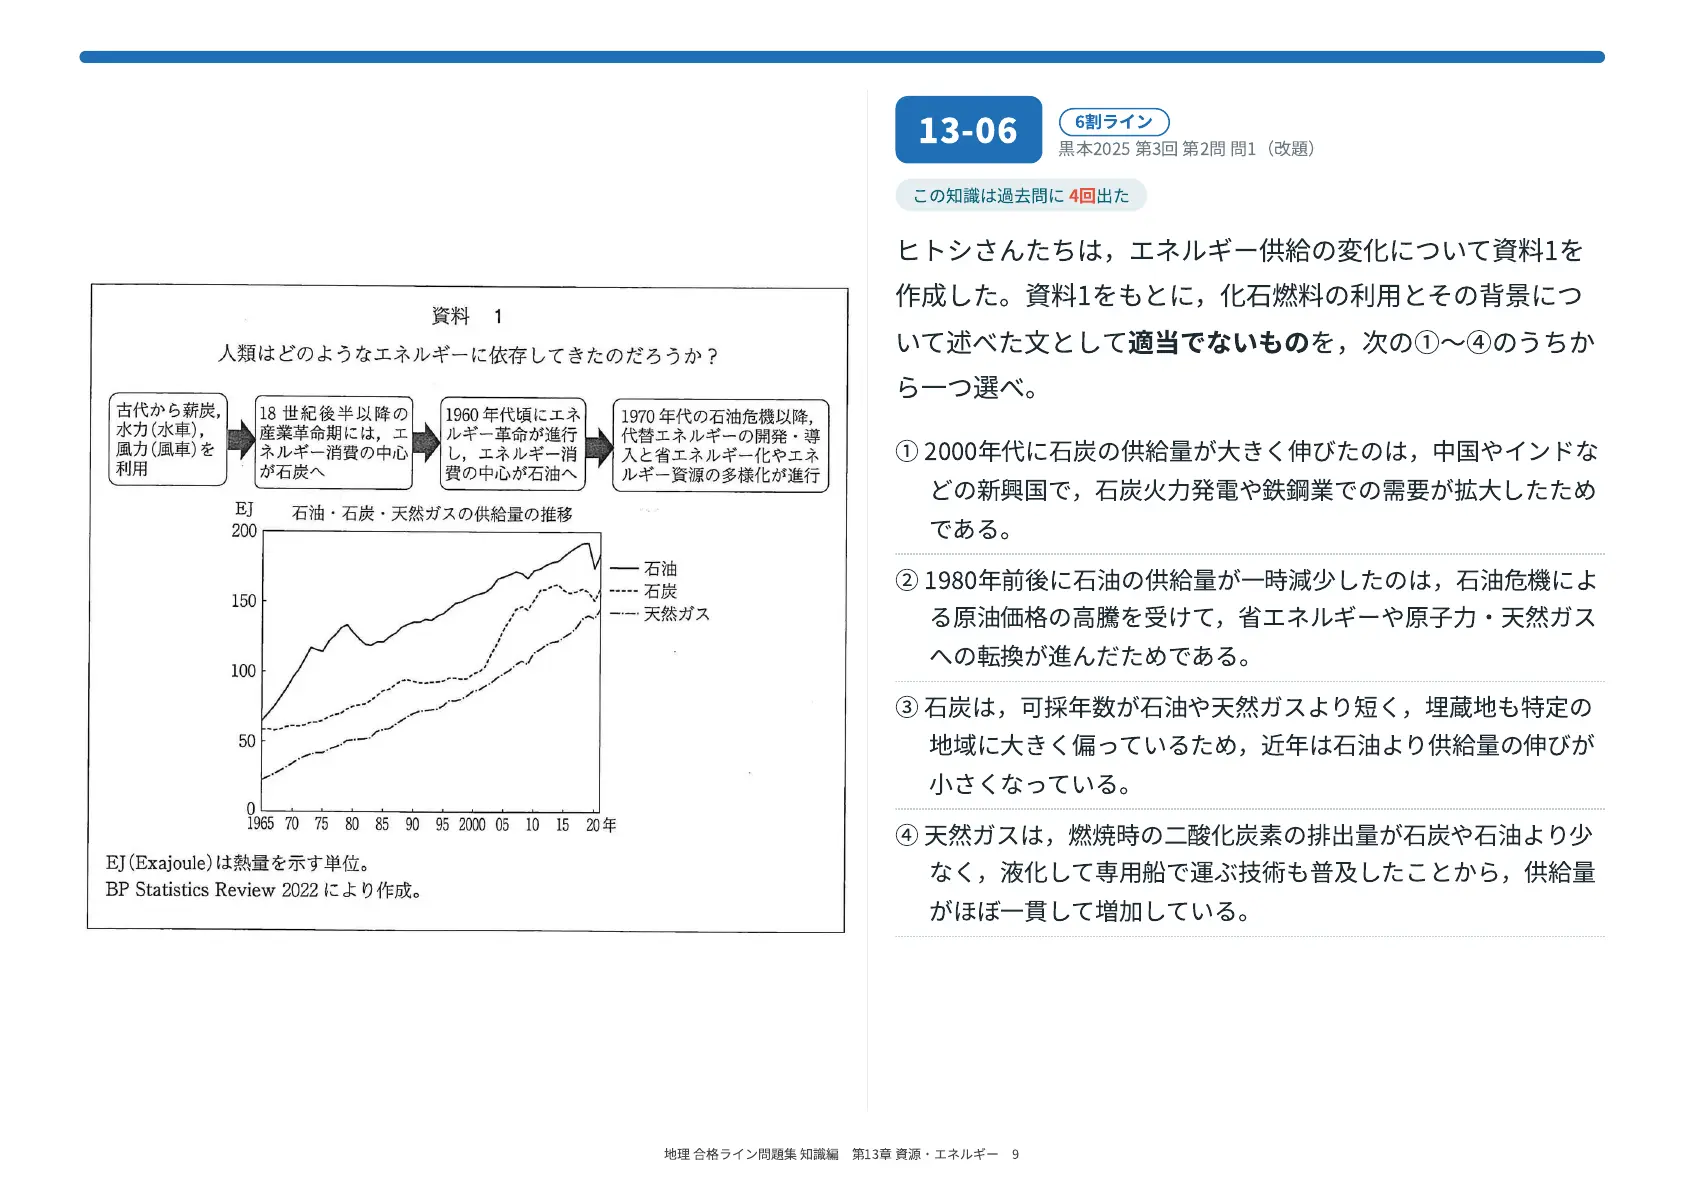 資料 1
人類はどのようなエネルギーに依存してきたのだろうか？
古代から薪炭，
水力(水車)，
風力(風車)を
利用
18 世紀後半以降の
産業革命期には，エ
ネルギー消費の中心
が石炭へ
1960 年代頃にエネ
ルギー革命が進行
し，エネルギー消
費の中心が石油へ
1970 年代の石油危機以降，
代替エネルギーの開発・導
入と省エネルギー化やエネ
ルギー資源の多様化が進行
EJ 石油・石炭・天然ガスの供給量の推移
200
150
100
50
0
石油
石炭
天然ガス
1965 70 75 80 85 90 95 2000 05 10 15 20 年
EJ(Exajoule)は熱量を示す単位。
BP Statistics Review 2022 により作成。
13-06
6割ライン
黒本2025 第3回 第2問 問1（改題）
この知識は過去問に 4回出た
ヒトシさんたちは，エネルギー供給の変化について資料1を
作成した。資料1をもとに，化石燃料の利用とその背景につ
いて述べた文として適当でないものを，次の①～④のうちか
ら一つ選べ。
① 2000年代に石炭の供給量が大きく伸びたのは，中国やインドな
どの新興国で，石炭火力発電や鉄鋼業での需要が拡大したため
である。
② 1980年前後に石油の供給量が一時減少したのは，石油危機によ
る原油価格の高騰を受けて，省エネルギーや原子力・天然ガス
への転換が進んだためである。
③ 石炭は，可採年数が石油や天然ガスより短く，埋蔵地も特定の
地域に大きく偏っているため，近年は石油より供給量の伸びが
小さくなっている。
④ 天然ガスは，燃焼時の二酸化炭素の排出量が石炭や石油より少
なく，液化して専用船で運ぶ技術も普及したことから，供給量
がほぼ一貫して増加している。
地理 合格ライン問題集 知識編 第13章 資源・エネルギー 9